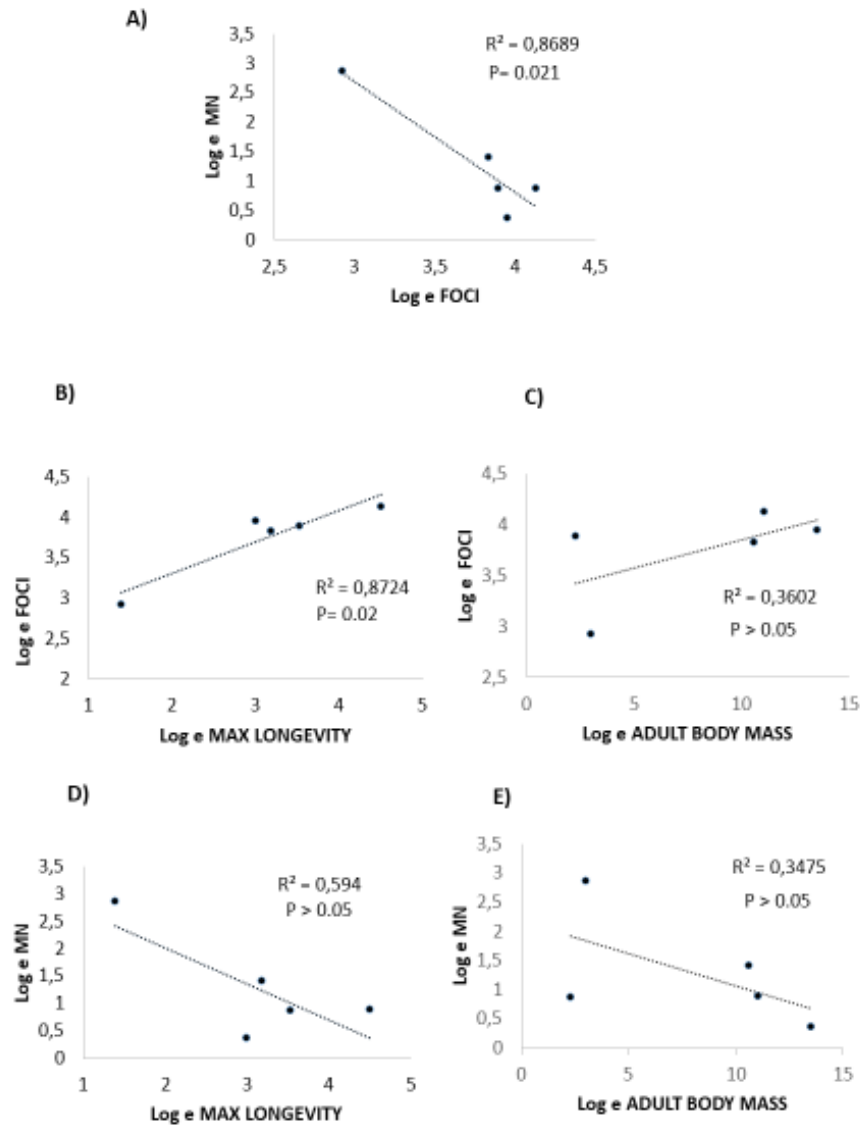 A)
3,5
3
2,5
2
1,5
1
0,5
0
Log e MN
R² = 0,8689
P= 0.021
2,5 3 3,5 4 4,5
Log e FOCI
B)
4,5
4
3,5
3
2,5
2
Log e FOCI
R² = 0,8724
P= 0.02
1 2 3 4 5
Log e MAX LONGEVITY
C)
4,5
4
3,5
3
2,5
Log e FOCI
R² = 0,3602
P > 0.05
0 5 10 15
Log e ADULT BODY MASS
D)
3,5
3
2,5
2
1,5
1
0,5
0
Log e MN
R² = 0,594
P > 0.05
1 2 3 4 5
Log e MAX LONGEVITY
E)
3,5
3
2,5
2
1,5
1
0,5
0
Log e MN
R² = 0,3475
P > 0.05
0 5 10 15
Log e ADULT BODY MASS